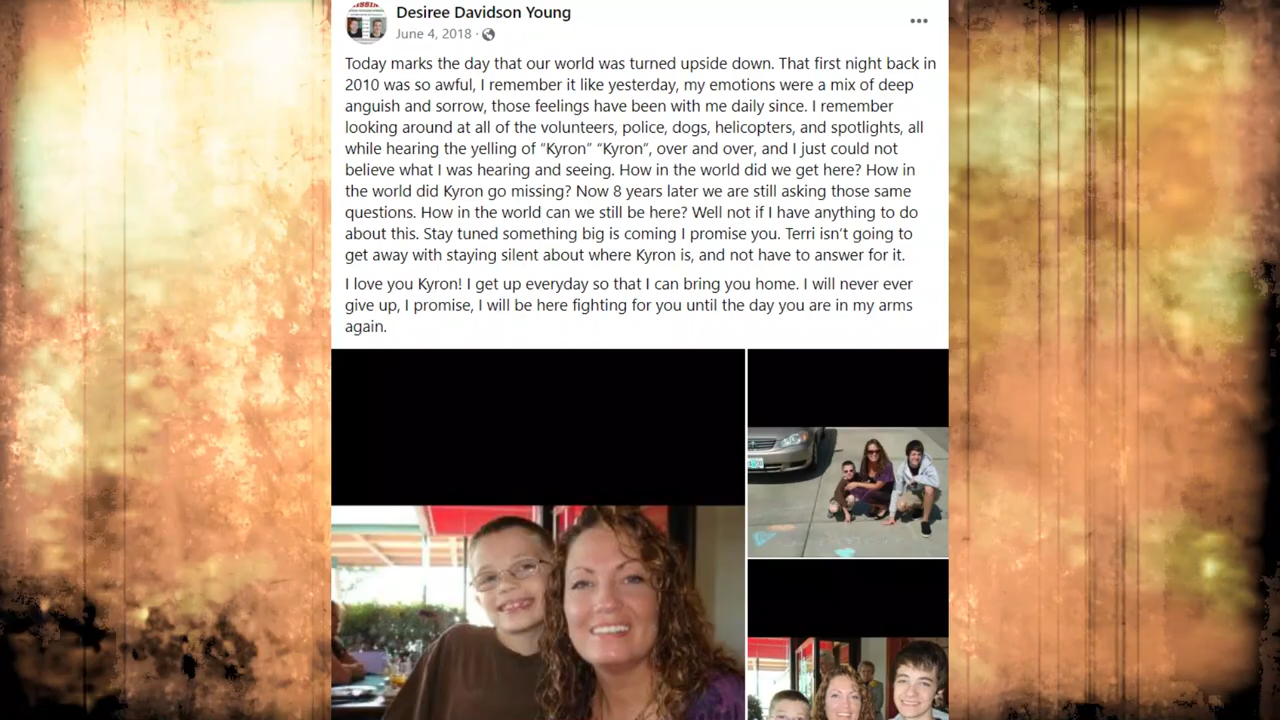 Desiree Davidson Young
June 4, 2018 ·
Today marks the day that our world was turned upside down. That first night back in
2010 was so awful, I remember it like yesterday, my emotions were a mix of deep
anguish and sorrow, those feelings have been with me daily since. I remember
looking around at all of the volunteers, police, dogs, helicopters, and spotlights, all
while hearing the yelling of “Kyron” “Kyron”, over and over, and I just could not
believe what I was hearing and seeing. How in the world did we get here? How in
the world did Kyron go missing? Now 8 years later we are still asking those same
questions. How in the world can we still be here? Well not if I have anything to do
about this. Stay tuned something big is coming I promise you. Terri isn’t going to
get away with staying silent about where Kyron is, and not have to answer for it.
I love you Kyron! I get up everyday so that I can bring you home. I will never ever
give up, I promise, I will be here fighting for you until the day you are in my arms
again.